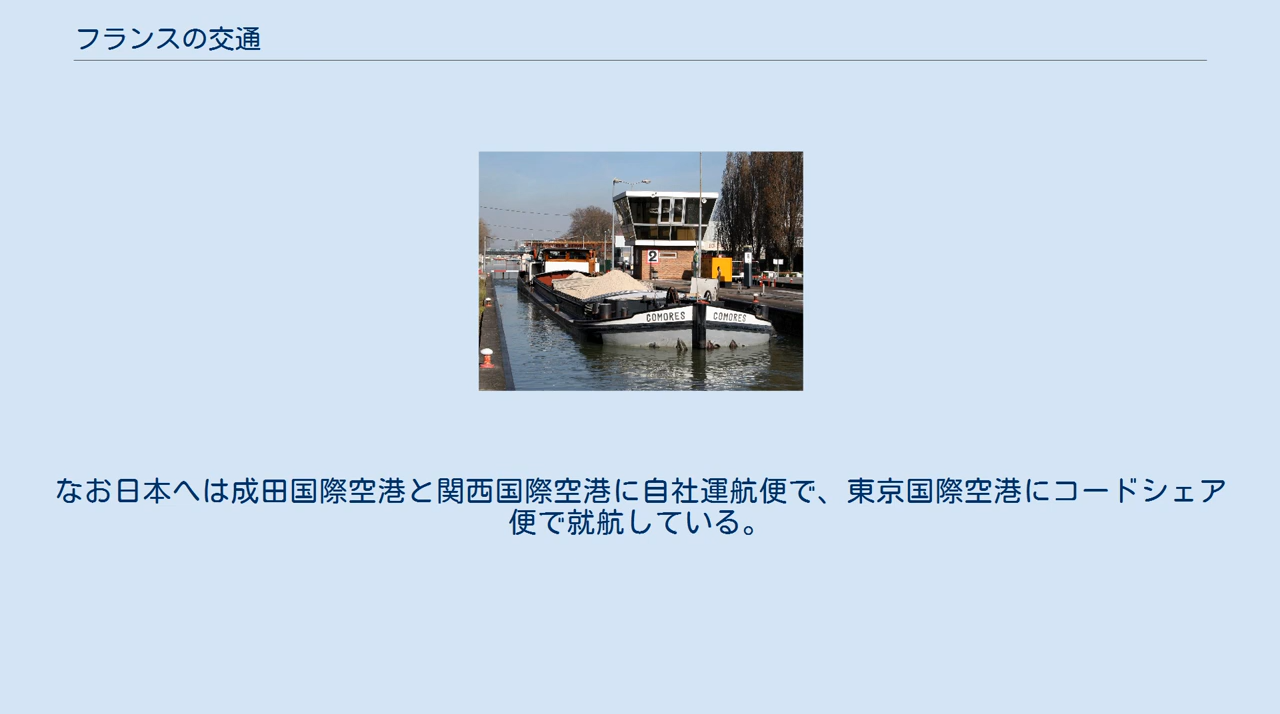 フランスの交通
2
COMORES COMORES
なお日本へは成田国際空港と関西国際空港に自社運航便で、東京国際空港にコードシェア
便で就航している。